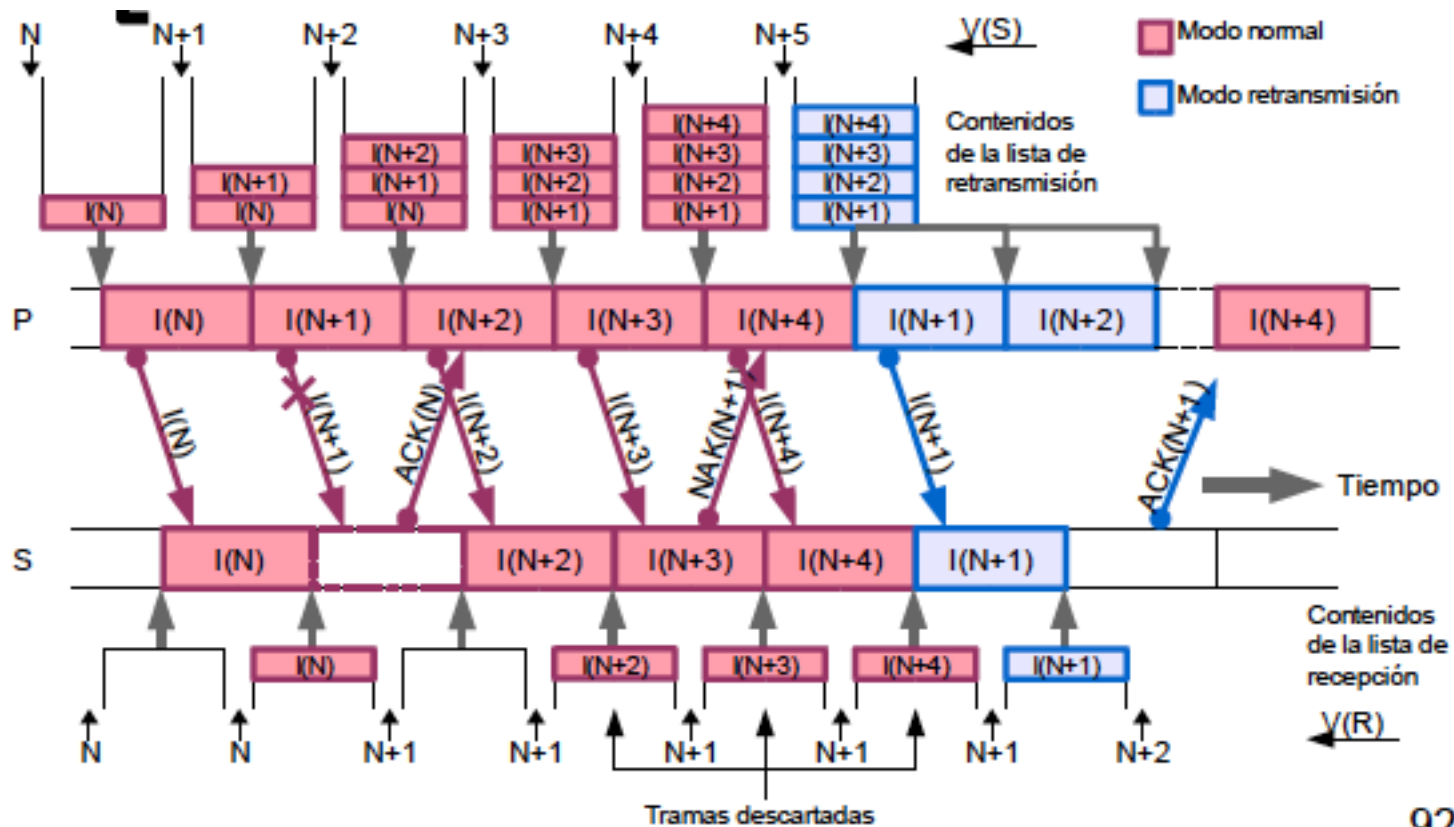 N N+1 N+2 N+3 N+4 N+5 V(S)
Modo normal
Modo retransmisión
Contenidos
de la lista de
retransmisión
I(N)
I(N+1)
I(N)
I(N+2)
I(N+1)
I(N)
I(N+3)
I(N+2)
I(N+1)
I(N+4)
I(N+3)
I(N+2)
I(N+1)
I(N+4)
I(N+3)
I(N+2)
I(N+1)
P I(N) I(N+1) I(N+2) I(N+3) I(N+4) I(N+1) I(N+2) I(N+4)
I(N) I(N+1) ACK(N) I(N+2) I(N+3) NAK(N+1) I(N+4) I(N+1) ACK(N+1)
Tiempo
S I(N) I(N+2) I(N+3) I(N+4) I(N+1)
I(N) I(N+2) I(N+3) I(N+4) I(N+1)
Contenidos
de la lista de
recepción
N N N+1 N+1 N+1 N+1 N+1 N+2 V(R)
Tramas descartadas
92